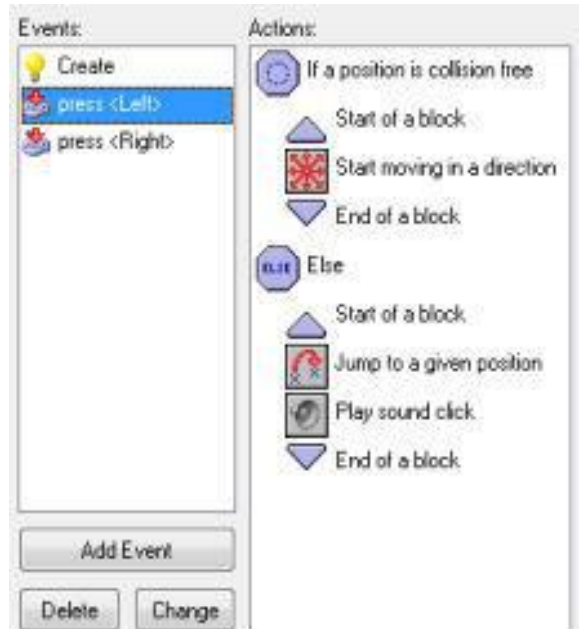 Events:
Create
press <Left>
press <Right>
Add Event
Delete
Change
Actions:
If a position is collision free
Start of a block
Start moving in a direction
End of a block
ELSE Else
Start of a block
Jump to a given position
Play sound click
End of a block